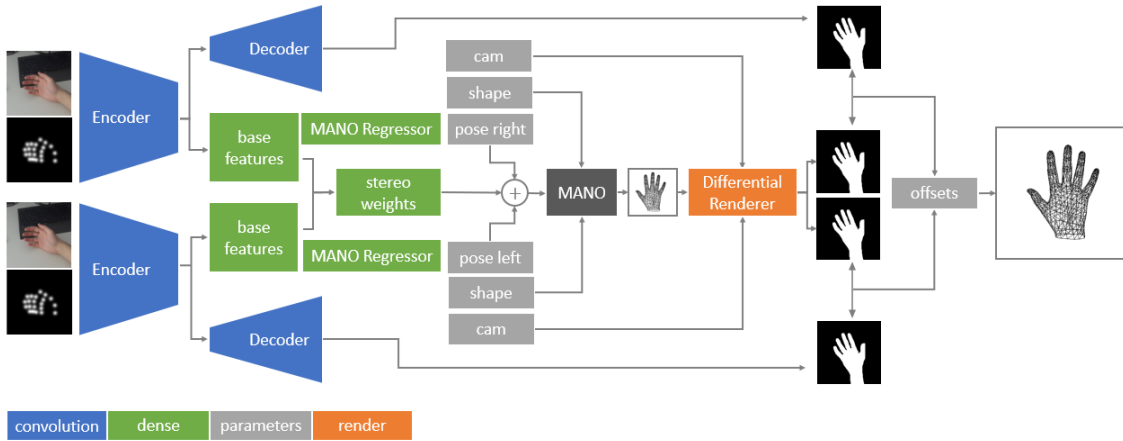 Decoder
cam
shape
pose right
Encoder
base
features
MANO Regressor
stereo
weights
+
MANO
Differential
Renderer
offsets
Encoder
base
features
MANO Regressor
pose left
shape
cam
Decoder
convolution
dense
parameters
render